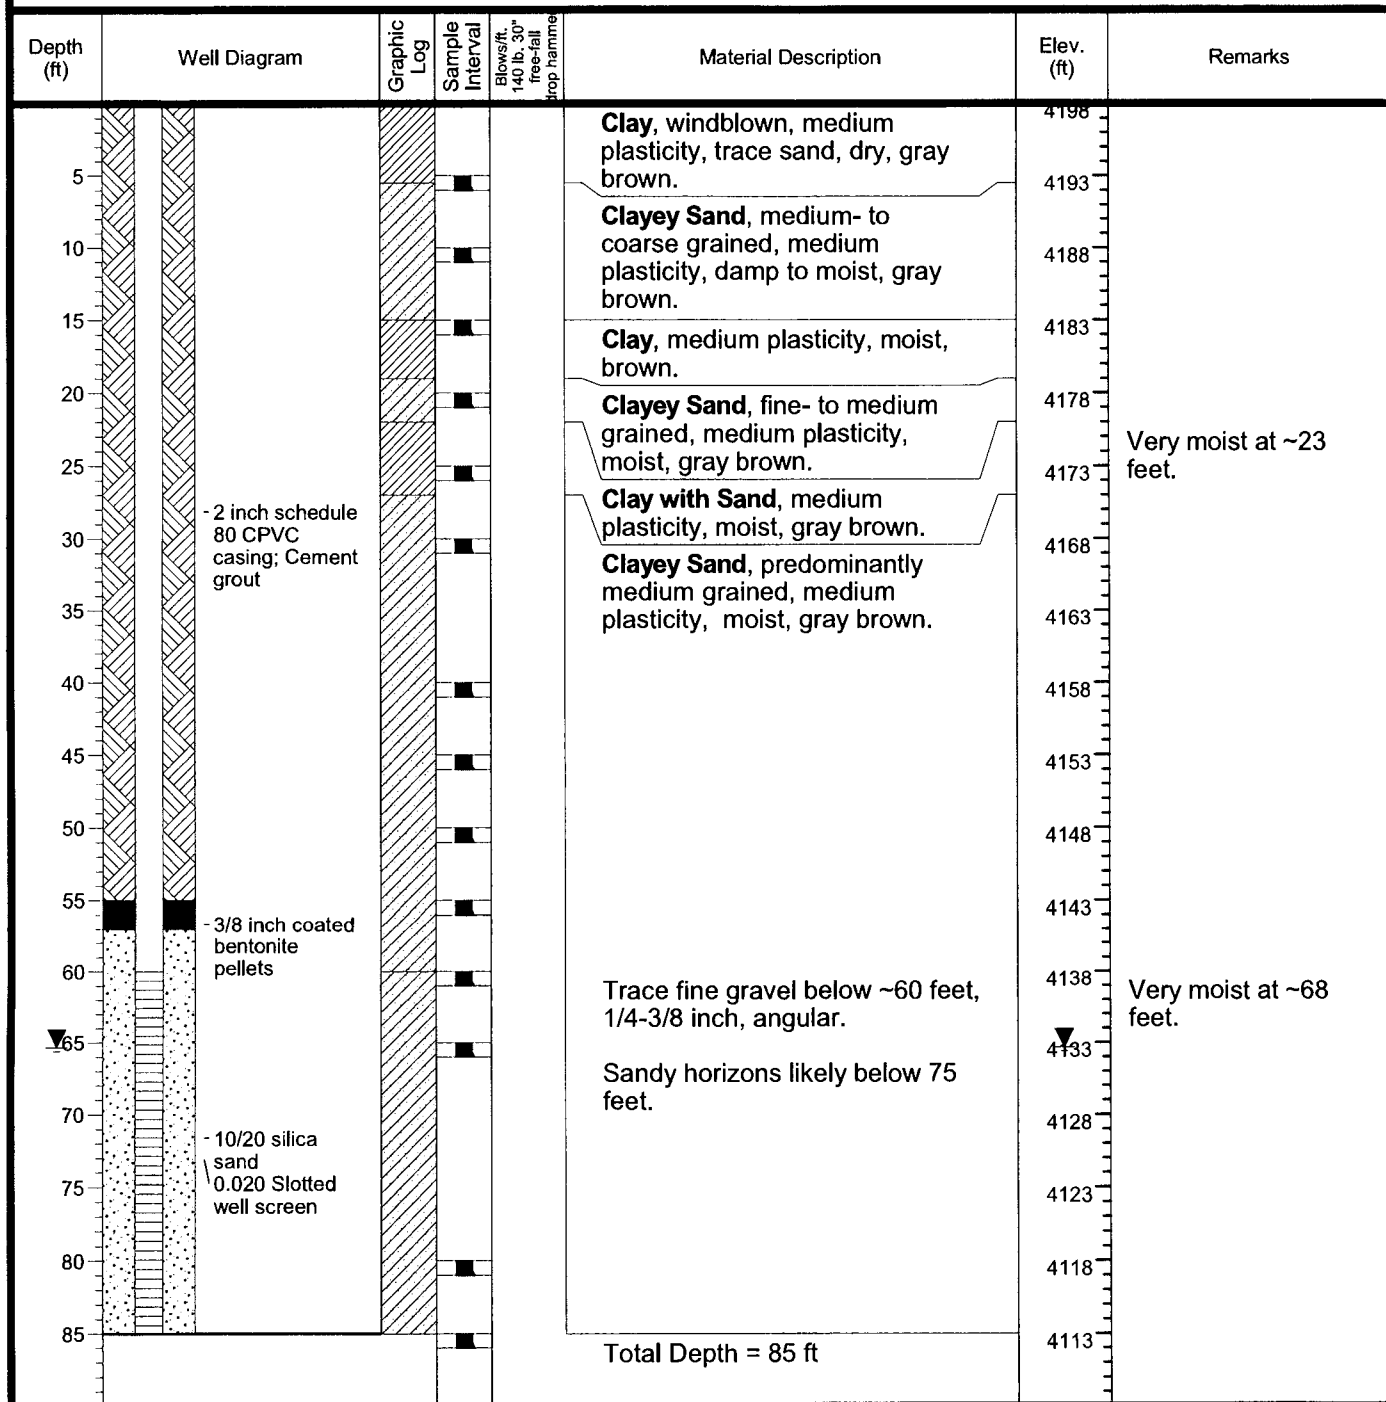 Depth
(ft)
Well Diagram
Graphic
Log
Sample
Interval
Blows/ft.
140 lb. 30"
free-fall
drop hammer
Material Description
Elev.
(ft)
Remarks
5
10
15
20
25
30
35
40
45
50
55
60
65
70
75
80
85
- 2 inch schedule
80 CPVC
casing; Cement
grout
- 3/8 inch coated
bentonite
pellets
- 10/20 silica
sand
0.020 Slotted
well screen
Clay, windblown, medium
plasticity, trace sand, dry, gray
brown.
Clayey Sand, medium- to
coarse grained, medium
plasticity, damp to moist, gray
brown.
Clay, medium plasticity, moist,
brown.
Clayey Sand, fine- to medium
grained, medium plasticity,
moist, gray brown.
Clay with Sand, medium
plasticity, moist, gray brown.
Clayey Sand, predominantly
medium grained, medium
plasticity, moist, gray brown.
Trace fine gravel below ~60 feet,
1/4-3/8 inch, angular.
Sandy horizons likely below 75
feet.
Total Depth = 85 ft
4198
4193
4188
4183
4178
4173
4168
4163
4158
4153
4148
4143
4138
4133
4128
4123
4118
4113
Very moist at ~23
feet.
Very moist at ~68
feet.